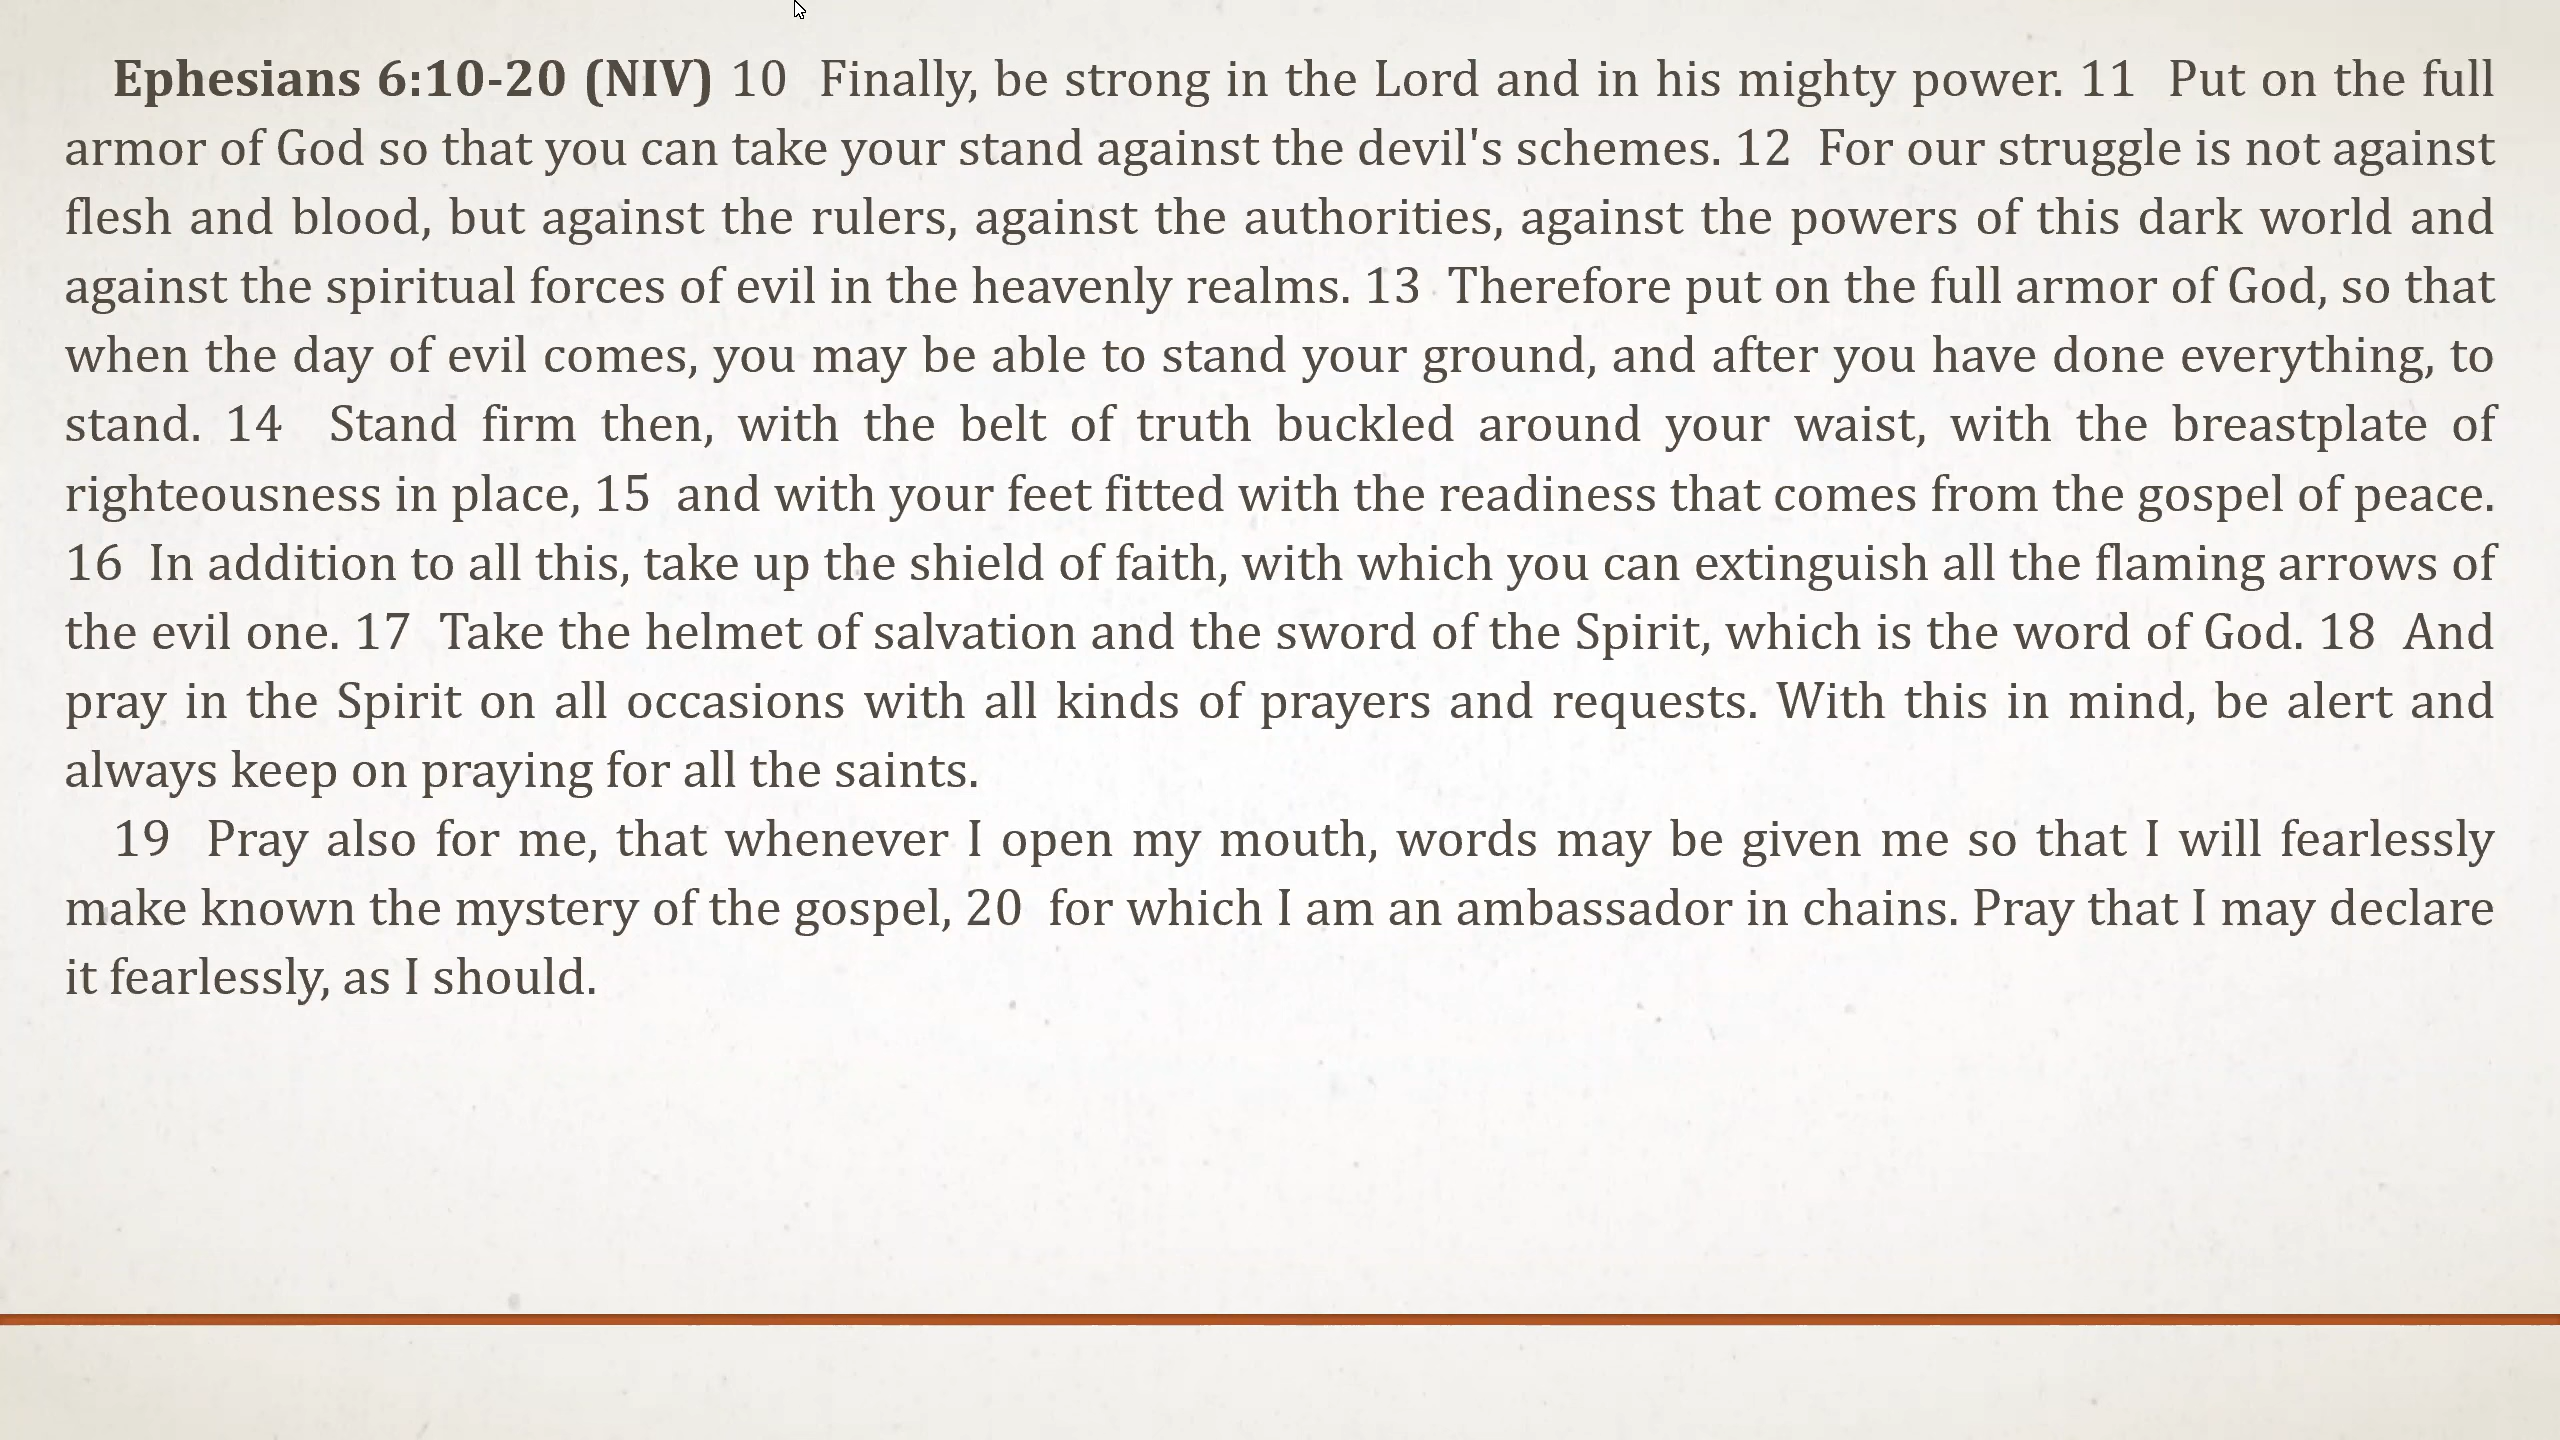 Ephesians 6:10-20 (NIV) 10  Finally, be strong in the Lord and in his mighty power. 11  Put on the full
armor of God so that you can take your stand against the devil's schemes. 12  For our struggle is not against
flesh and blood, but against the rulers, against the authorities, against the powers of this dark world and
against the spiritual forces of evil in the heavenly realms. 13  Therefore put on the full armor of God, so that
when the day of evil comes, you may be able to stand your ground, and after you have done everything, to
stand. 14  Stand firm then, with the belt of truth buckled around your waist, with the breastplate of
righteousness in place, 15  and with your feet fitted with the readiness that comes from the gospel of peace.
16  In addition to all this, take up the shield of faith, with which you can extinguish all the flaming arrows of
the evil one. 17  Take the helmet of salvation and the sword of the Spirit, which is the word of God. 18  And
pray in the Spirit on all occasions with all kinds of prayers and requests. With this in mind, be alert and
always keep on praying for all the saints.
19  Pray also for me, that whenever I open my mouth, words may be given me so that I will fearlessly
make known the mystery of the gospel, 20  for which I am an ambassador in chains. Pray that I may declare
it fearlessly, as I should.